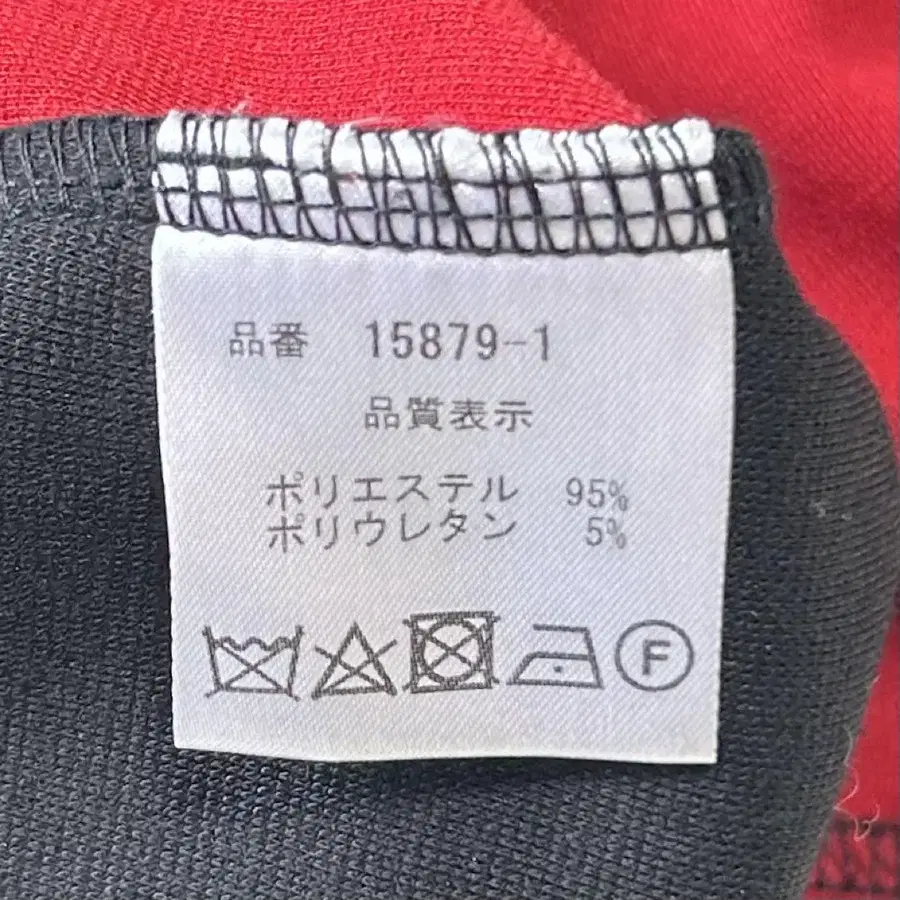 品番 15879-1
品質表示
ポリエステル 95%
ポリウレタン 5%
F